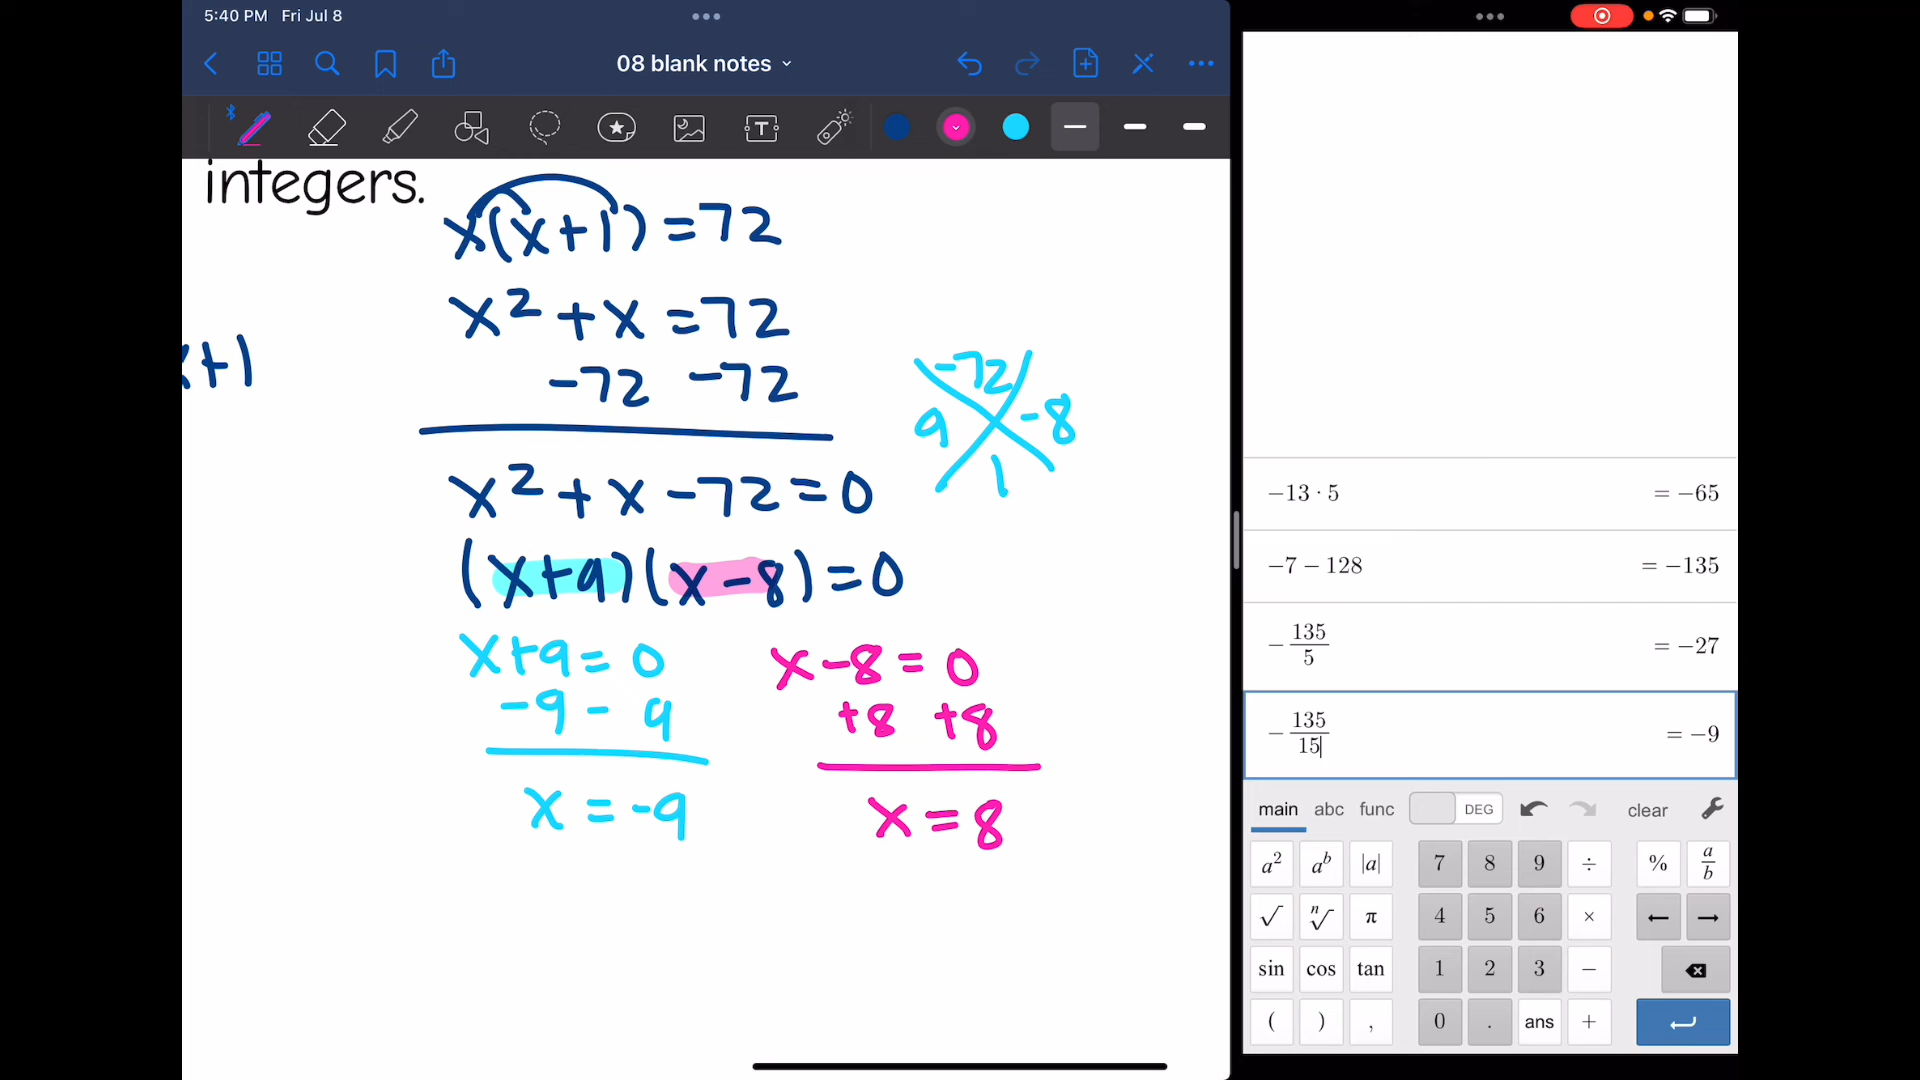 5:40 PM Fri Jul 8
08 blank notes
T
integers.
x(x+1)=72
x² + x = 72
-72 -72
x+1
x² + x - 72 = 0
(x+9)(x-8) = 0
x+9 = 0
-9 - 9
x = -9
x-8 = 0
+8 +8
x = 8
-72
9 -8
1
−13 · 5 = −65
−7 − 128 = −135
−135/5 = −27
−135/15 = −9
main abc func DEG clear
a² aᵇ |a| 7 8 9 ÷ % a/b
√ ⁿ√ π 4 5 6 × ← →
sin cos tan 1 2 3 −
( ) , 0 . ans +